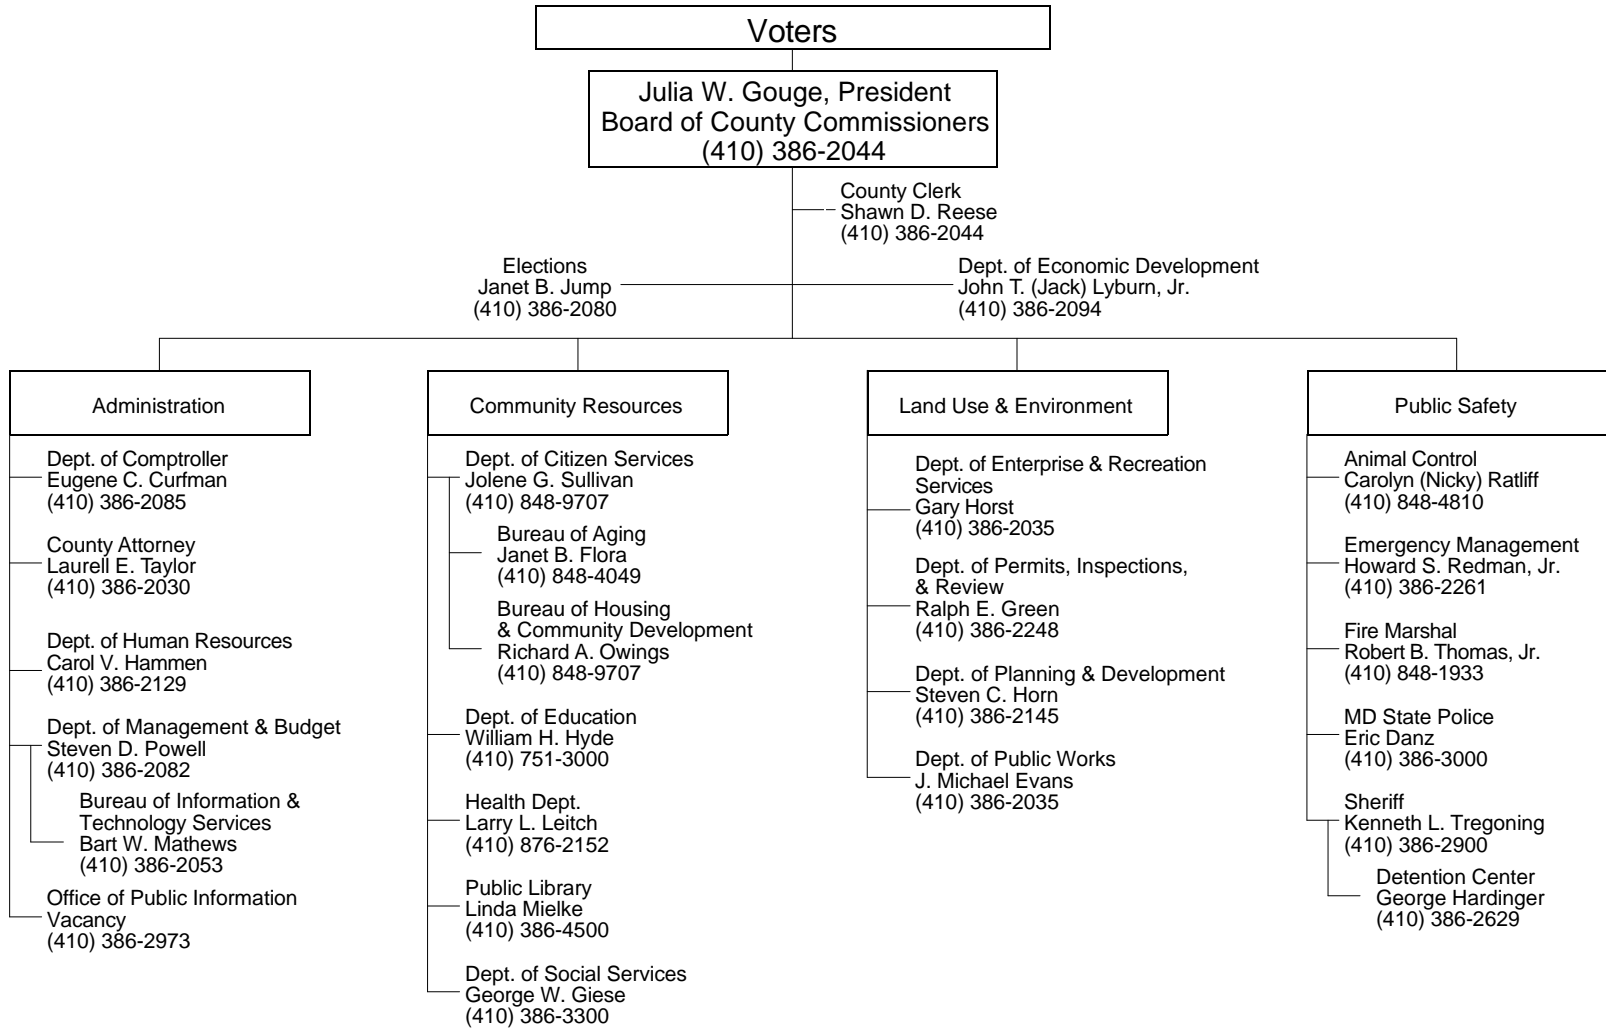 Voters
Julia W. Gouge, President
Board of County Commissioners
(410) 386-2044
County Clerk
Shawn D. Reese
(410) 386-2044
Elections
Janet B. Jump
(410) 386-2080
Dept. of Economic Development
John T. (Jack) Lyburn, Jr.
(410) 386-2094
Administration
Dept. of Comptroller
Eugene C. Curfman
(410) 386-2085
County Attorney
Laurell E. Taylor
(410) 386-2030
Dept. of Human Resources
Carol V. Hammen
(410) 386-2129
Dept. of Management & Budget
Steven D. Powell
(410) 386-2082
Bureau of Information &
Technology Services
Bart W. Mathews
(410) 386-2053
Office of Public Information
Vacancy
(410) 386-2973
Community Resources
Dept. of Citizen Services
Jolene G. Sullivan
(410) 848-9707
Bureau of Aging
Janet B. Flora
(410) 848-4049
Bureau of Housing
& Community Development
Richard A. Owings
(410) 848-9707
Dept. of Education
William H. Hyde
(410) 751-3000
Health Dept.
Larry L. Leitch
(410) 876-2152
Public Library
Linda Mielke
(410) 386-4500
Dept. of Social Services
George W. Giese
(410) 386-3300
Land Use & Environment
Dept. of Enterprise & Recreation
Services
Gary Horst
(410) 386-2035
Dept. of Permits, Inspections,
& Review
Ralph E. Green
(410) 386-2248
Dept. of Planning & Development
Steven C. Horn
(410) 386-2145
Dept. of Public Works
J. Michael Evans
(410) 386-2035
Public Safety
Animal Control
Carolyn (Nicky) Ratliff
(410) 848-4810
Emergency Management
Howard S. Redman, Jr.
(410) 386-2261
Fire Marshal
Robert B. Thomas, Jr.
(410) 848-1933
MD State Police
Eric Danz
(410) 386-3000
Sheriff
Kenneth L. Tregoning
(410) 386-2900
Detention Center
George Hardinger
(410) 386-2629